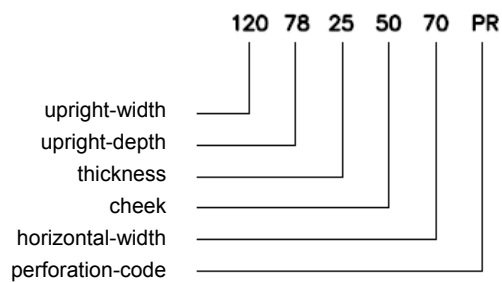 120 78 25 50 70 PR
upright-width
upright-depth
thickness
cheek
horizontal-width
perforation-code